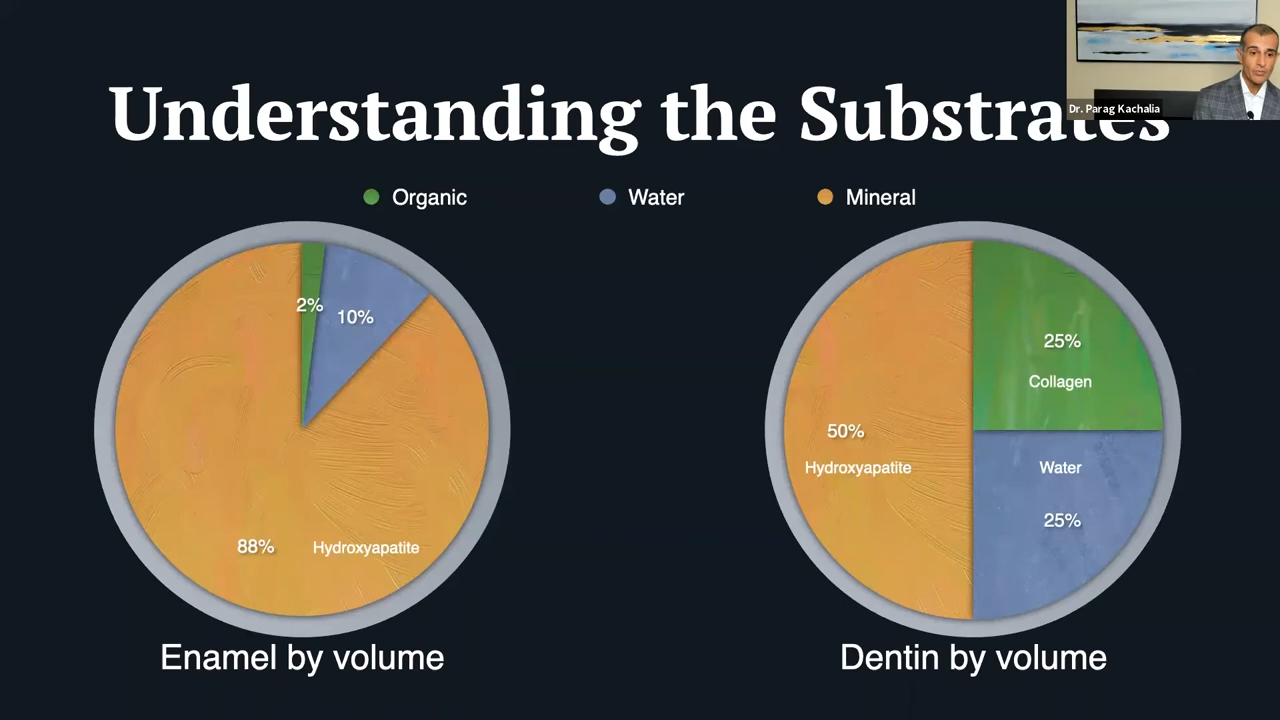 Understanding the Substrates
Dr. Parag Kachalia
Organic
Water
Mineral
2%
10%
88%
Hydroxyapatite
Enamel by volume
25%
Collagen
50%
Hydroxyapatite
Water
25%
Dentin by volume